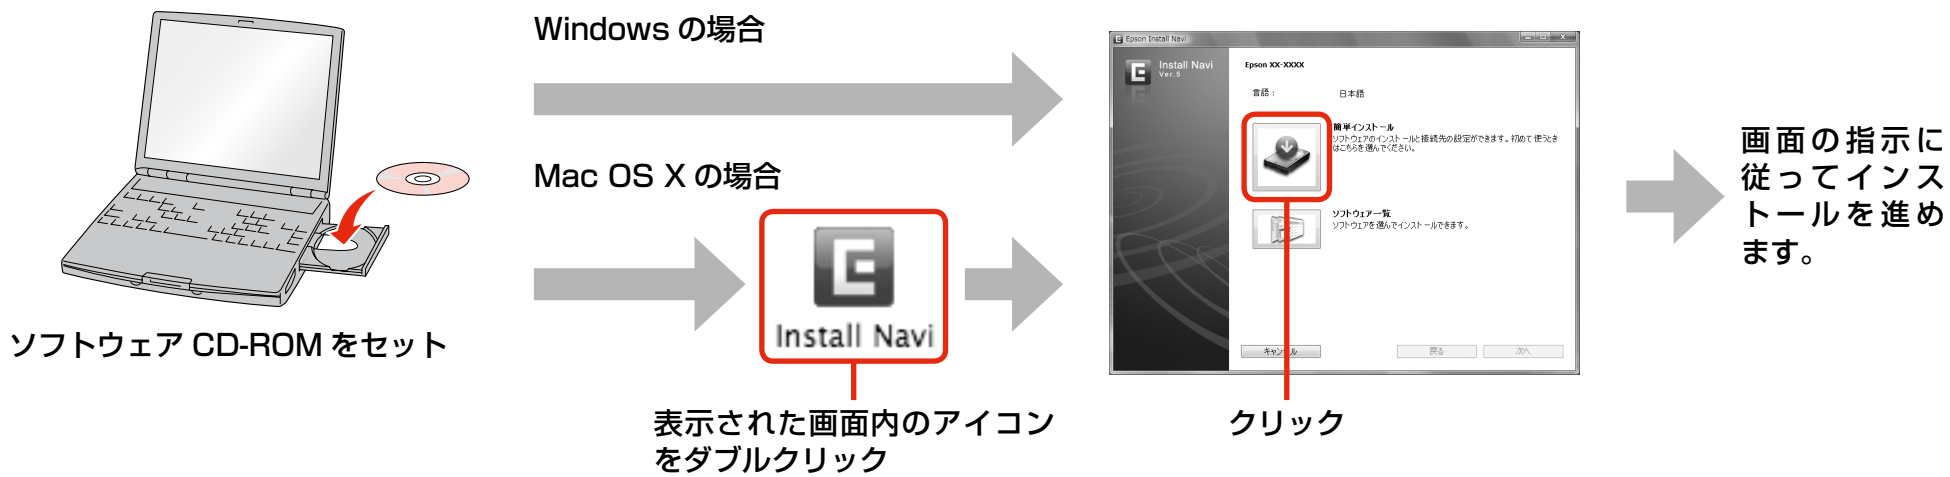 Windows の場合
Mac OS X の場合
ソフトウェア CD-ROM をセット
Install Navi
表示された画面内のアイコン
をダブルクリック
Epson Install Navi
Install Navi
Ver.5
Epson XX-XXXX
言語：
日本語
簡単インストール
ソフトウェアのインストールと接続先の設定ができます。初めて使うとき
はこちらを選んでください。
ソフトウェア一覧
ソフトウェアを選んでインストールできます。
キャンセル
戻る
次へ
クリック
画面の指示に
従ってインス
トールを進め
ます。